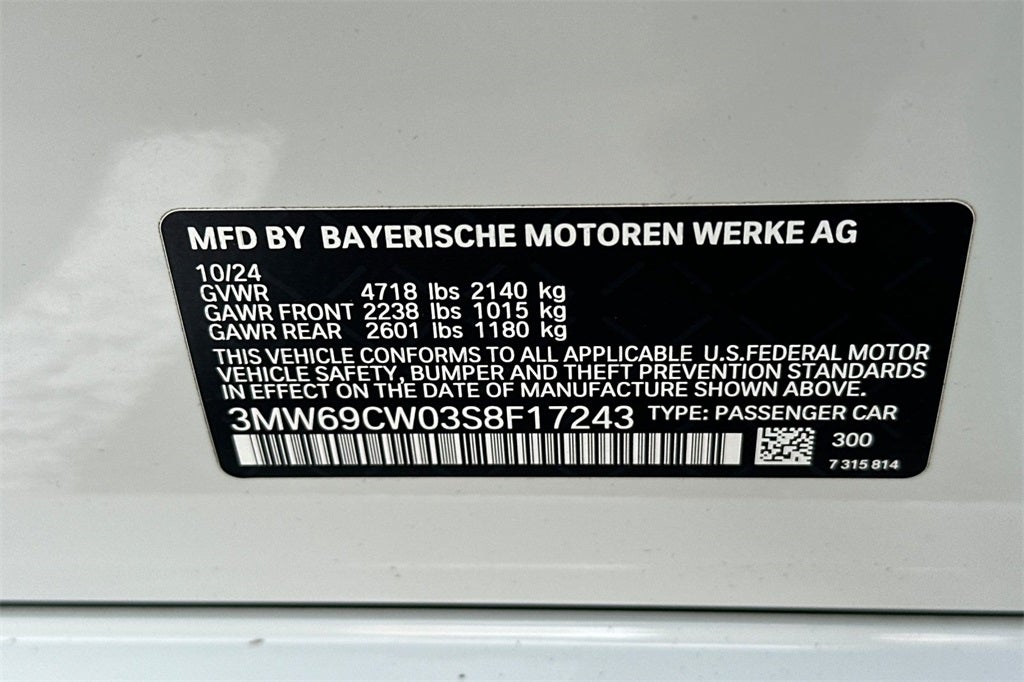 MFD BY BAYERISCHE MOTOREN WERKE AG
10/24
GVWR 4718 lbs 2140 kg
GAWR FRONT 2238 lbs 1015 kg
GAWR REAR 2601 lbs 1180 kg
THIS VEHICLE CONFORMS TO ALL APPLICABLE U.S.FEDERAL MOTOR
VEHICLE SAFETY, BUMPER AND THEFT PREVENTION STANDARDS
IN EFFECT ON THE DATE OF MANUFACTURE SHOWN ABOVE.
3MW69CW03S8F17243 TYPE: PASSENGER CAR
300
7 315 814